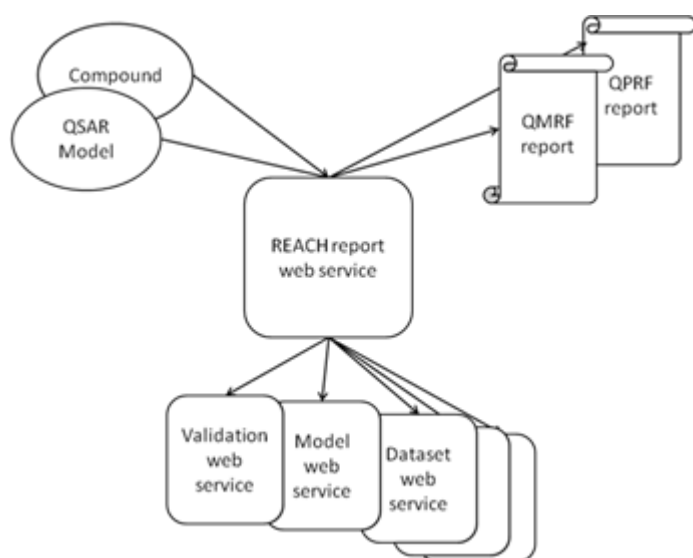 Compound
QSAR
Model
QPRF
report
QMRF
report
REACH report
web service
Validation
web
service
Model
web
service
Dataset
web
service